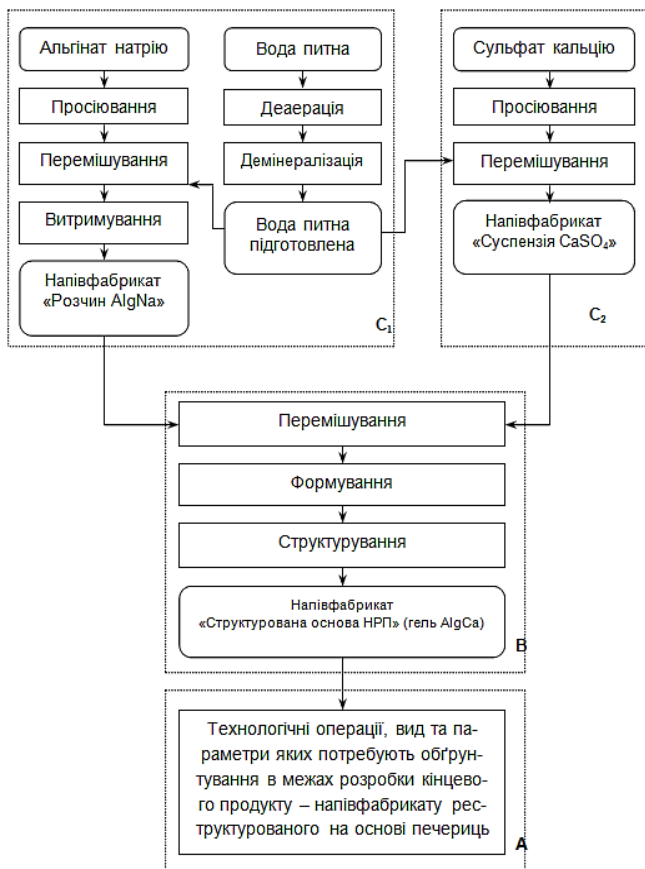 Альгінат натрію
Просіювання
Перемішування
Витримування
Напівфабрикат
«Розчин AlgNa»
Вода питна
Деаерація
Демінералізація
Вода питна
підготовлена
C₁
Сульфат кальцію
Просіювання
Перемішування
Напівфабрикат
«Суспензія CaSO₄»
C₂
Перемішування
Формування
Структурування
Напівфабрикат
«Структурована основа НРП» (гель AlgCa)
B
Технологічні операції, вид та па-
раметри яких потребують обґрун-
тування в межах розробки кінцево-
го продукту – напівфабрикату рес-
труктурованого на основі печериць
A